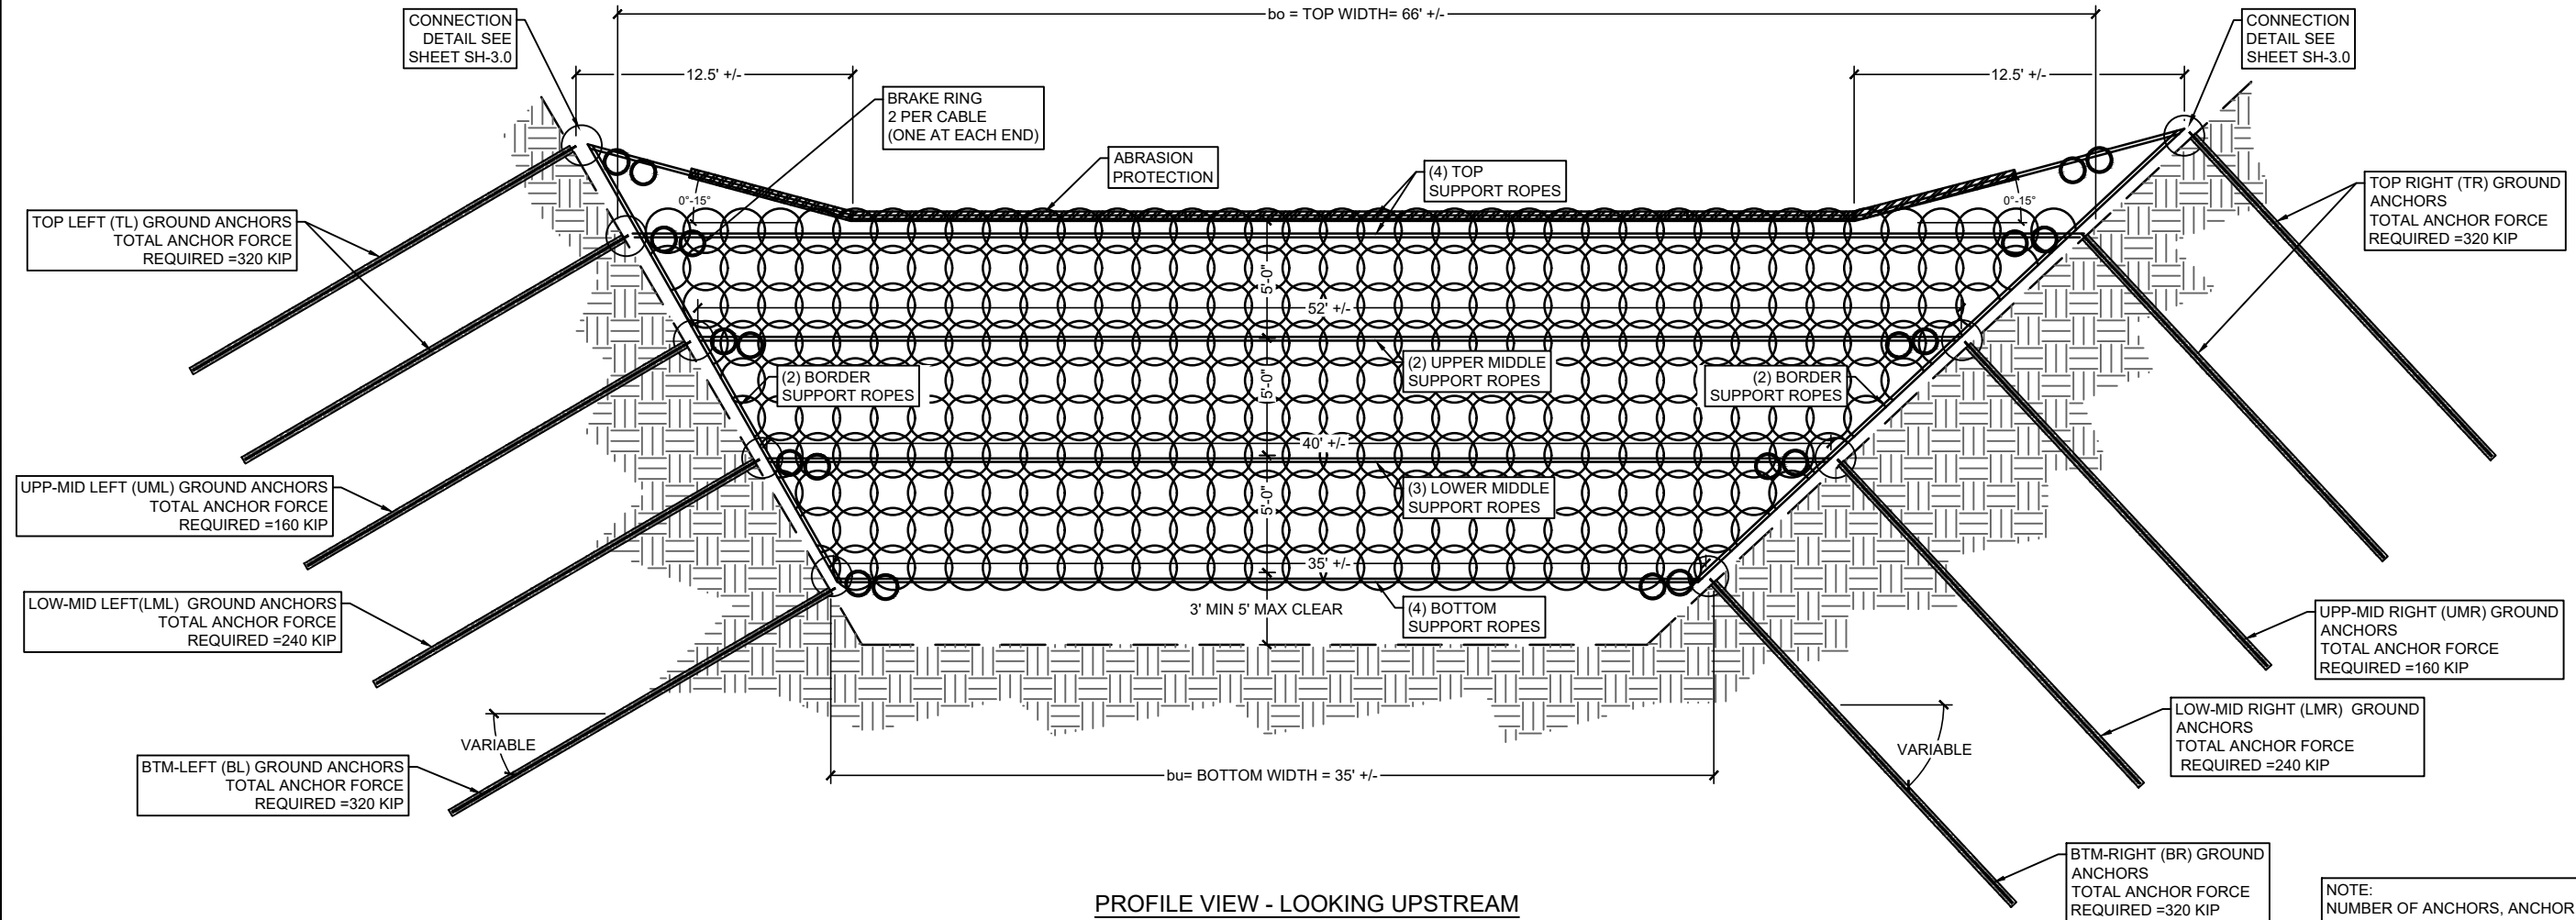 bo = TOP WIDTH= 66' +/-
CONNECTION
DETAIL SEE
SHEET SH-3.0
CONNECTION
DETAIL SEE
SHEET SH-3.0
12.5' +/-
12.5' +/-
BRAKE RING
2 PER CABLE
(ONE AT EACH END)
ABRASION
PROTECTION
(4) TOP
SUPPORT ROPES
0°-15°
0°-15°
TOP LEFT (TL) GROUND ANCHORS
TOTAL ANCHOR FORCE
REQUIRED =320 KIP
TOP RIGHT (TR) GROUND
ANCHORS
TOTAL ANCHOR FORCE
REQUIRED =320 KIP
5'-0"
52' +/-
(2) UPPER MIDDLE
SUPPORT ROPES
(2) BORDER
SUPPORT ROPES
(2) BORDER
SUPPORT ROPES
5'-0"
40' +/-
UPP-MID LEFT (UML) GROUND ANCHORS
TOTAL ANCHOR FORCE
REQUIRED =160 KIP
(3) LOWER MIDDLE
SUPPORT ROPES
5'-0"
35' +/-
LOW-MID LEFT(LML) GROUND ANCHORS
TOTAL ANCHOR FORCE
REQUIRED =240 KIP
3' MIN 5' MAX CLEAR
(4) BOTTOM
SUPPORT ROPES
UPP-MID RIGHT (UMR) GROUND
ANCHORS
TOTAL ANCHOR FORCE
REQUIRED =160 KIP
LOW-MID RIGHT (LMR) GROUND
ANCHORS
TOTAL ANCHOR FORCE
REQUIRED =240 KIP
VARIABLE
VARIABLE
BTM-LEFT (BL) GROUND ANCHORS
TOTAL ANCHOR FORCE
REQUIRED =320 KIP
bu= BOTTOM WIDTH = 35' +/-
BTM-RIGHT (BR) GROUND
ANCHORS
TOTAL ANCHOR FORCE
REQUIRED =320 KIP
PROFILE VIEW - LOOKING UPSTREAM
NOTE:
NUMBER OF ANCHORS, ANCHOR